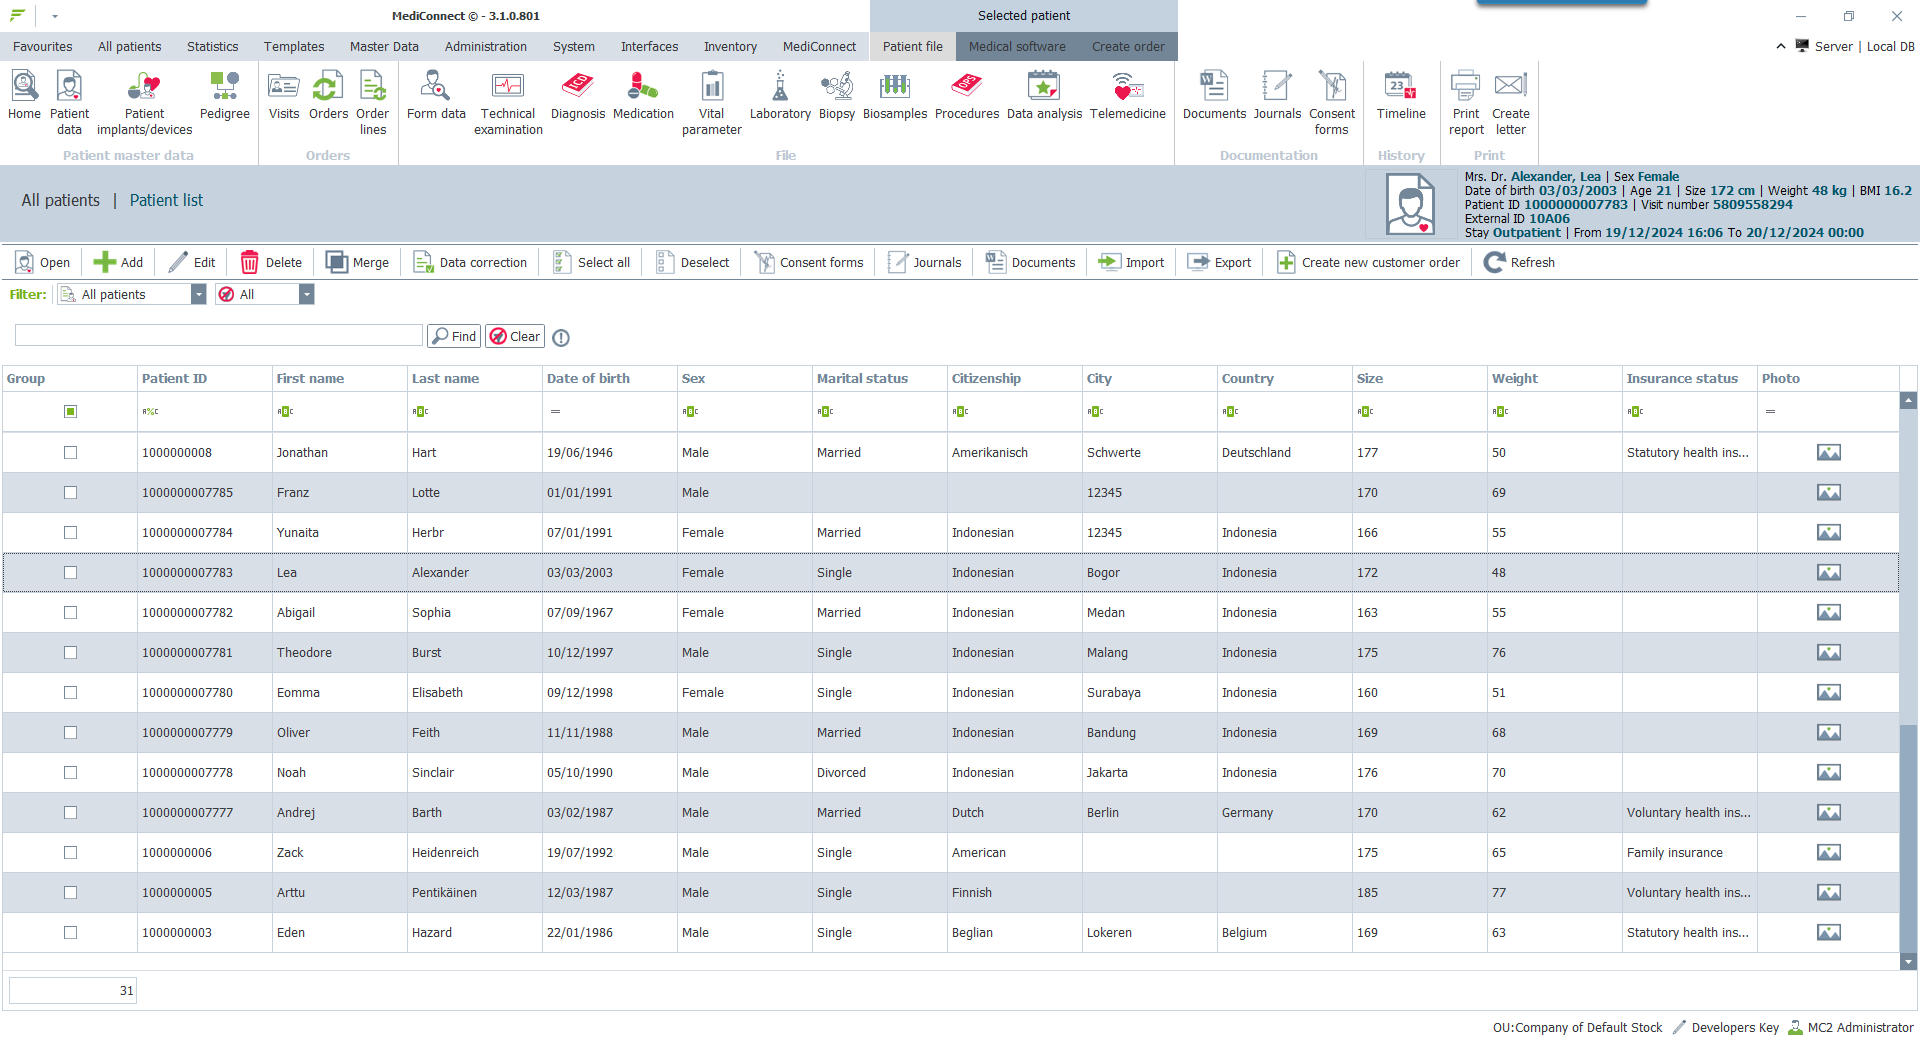 MediConnect © - 3.1.0.801
Selected patient
Favourites All patients Statistics Templates Master Data Administration System Interfaces Inventory MediConnect Patient file Medical software Create order
Server | Local DB
Home Patient data Patient implants/devices Pedigree Visits Orders Order lines Form data Technical examination Diagnosis Medication Vital parameter Laboratory Biopsy Biosamples Procedures Data analysis Telemedicine Documents Journals Consent forms Timeline Print report Create letter
Patient master data Orders File Documentation History Print
All patients | Patient list
Mrs. Dr. Alexander, Lea | Sex Female
Date of birth 03/03/2003 | Age 21 | Size 172 cm | Weight 48 kg | BMI 16.2
Patient ID 1000000007783 | Visit number 5809558294
External ID 10A06
Stay Outpatient | From 19/12/2024 16:06 To 20/12/2024 00:00
Open Add Edit Delete Merge Data correction Select all Deselect Consent forms Journals Documents Import Export Create new customer order Refresh
Filter: All patients All
Find Clear
Group Patient ID First name Last name Date of birth Sex Marital status Citizenship City Country Size Weight Insurance status Photo
1000000008 Jonathan Hart 19/06/1946 Male Married Amerikanisch Schwerte Deutschland 177 50 Statutory health ins...
1000000007785 Franz Lotte 01/01/1991 Male 12345 170 69
1000000007784 Yunaita Herbr 07/01/1991 Female Married Indonesian 12345 Indonesia 166 55
1000000007783 Lea Alexander 03/03/2003 Female Single Indonesian Bogor Indonesia 172 48
1000000007782 Abigail Sophia 07/09/1967 Female Married Indonesian Medan Indonesia 163 55
1000000007781 Theodore Burst 10/12/1997 Male Single Indonesian Malang Indonesia 175 76
1000000007780 Eomma Elisabeth 09/12/1998 Female Single Indonesian Surabaya Indonesia 160 51
1000000007779 Oliver Feith 11/11/1988 Male Married Indonesian Bandung Indonesia 169 68
1000000007778 Noah Sinclair 05/10/1990 Male Divorced Indonesian Jakarta Indonesia 176 70
1000000007777 Andrej Barth 03/02/1987 Male Married Dutch Berlin Germany 170 62 Voluntary health ins...
1000000006 Zack Heidenreich 19/07/1992 Male Single American 175 65 Family insurance
1000000005 Arttu Pentikäinen 12/03/1987 Male Single Finnish 185 77 Voluntary health ins...
1000000003 Eden Hazard 22/01/1986 Male Single Beglian Lokeren Belgium 169 63 Statutory health ins...
31
OU:Company of Default Stock Developers Key MC2 Administrator